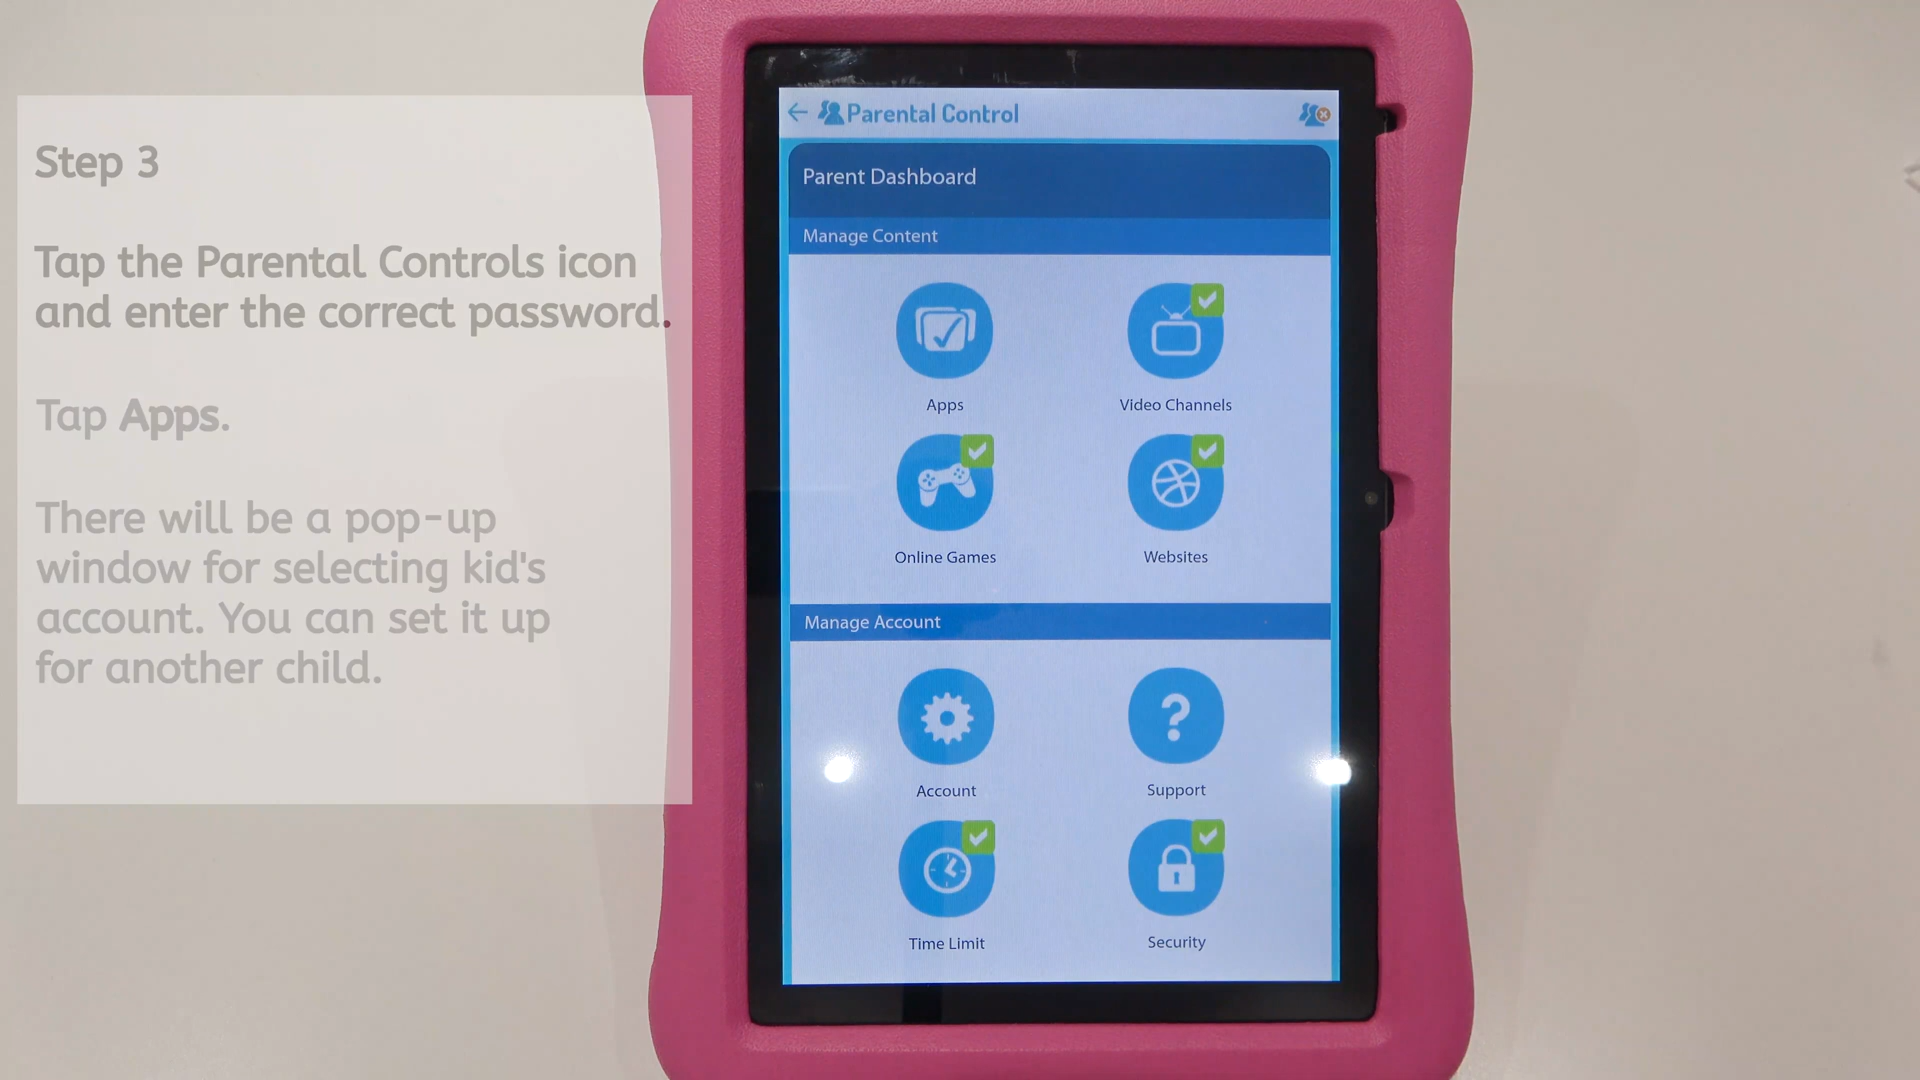 Step 3
Tap the Parental Controls icon
and enter the correct password.
Tap Apps.
There will be a pop-up
window for selecting kid's
account. You can set it up
for another child.
Parental Control
Parent Dashboard
Manage Content
Apps
Video Channels
Online Games
Websites
Manage Account
Account
Support
Time Limit
Security